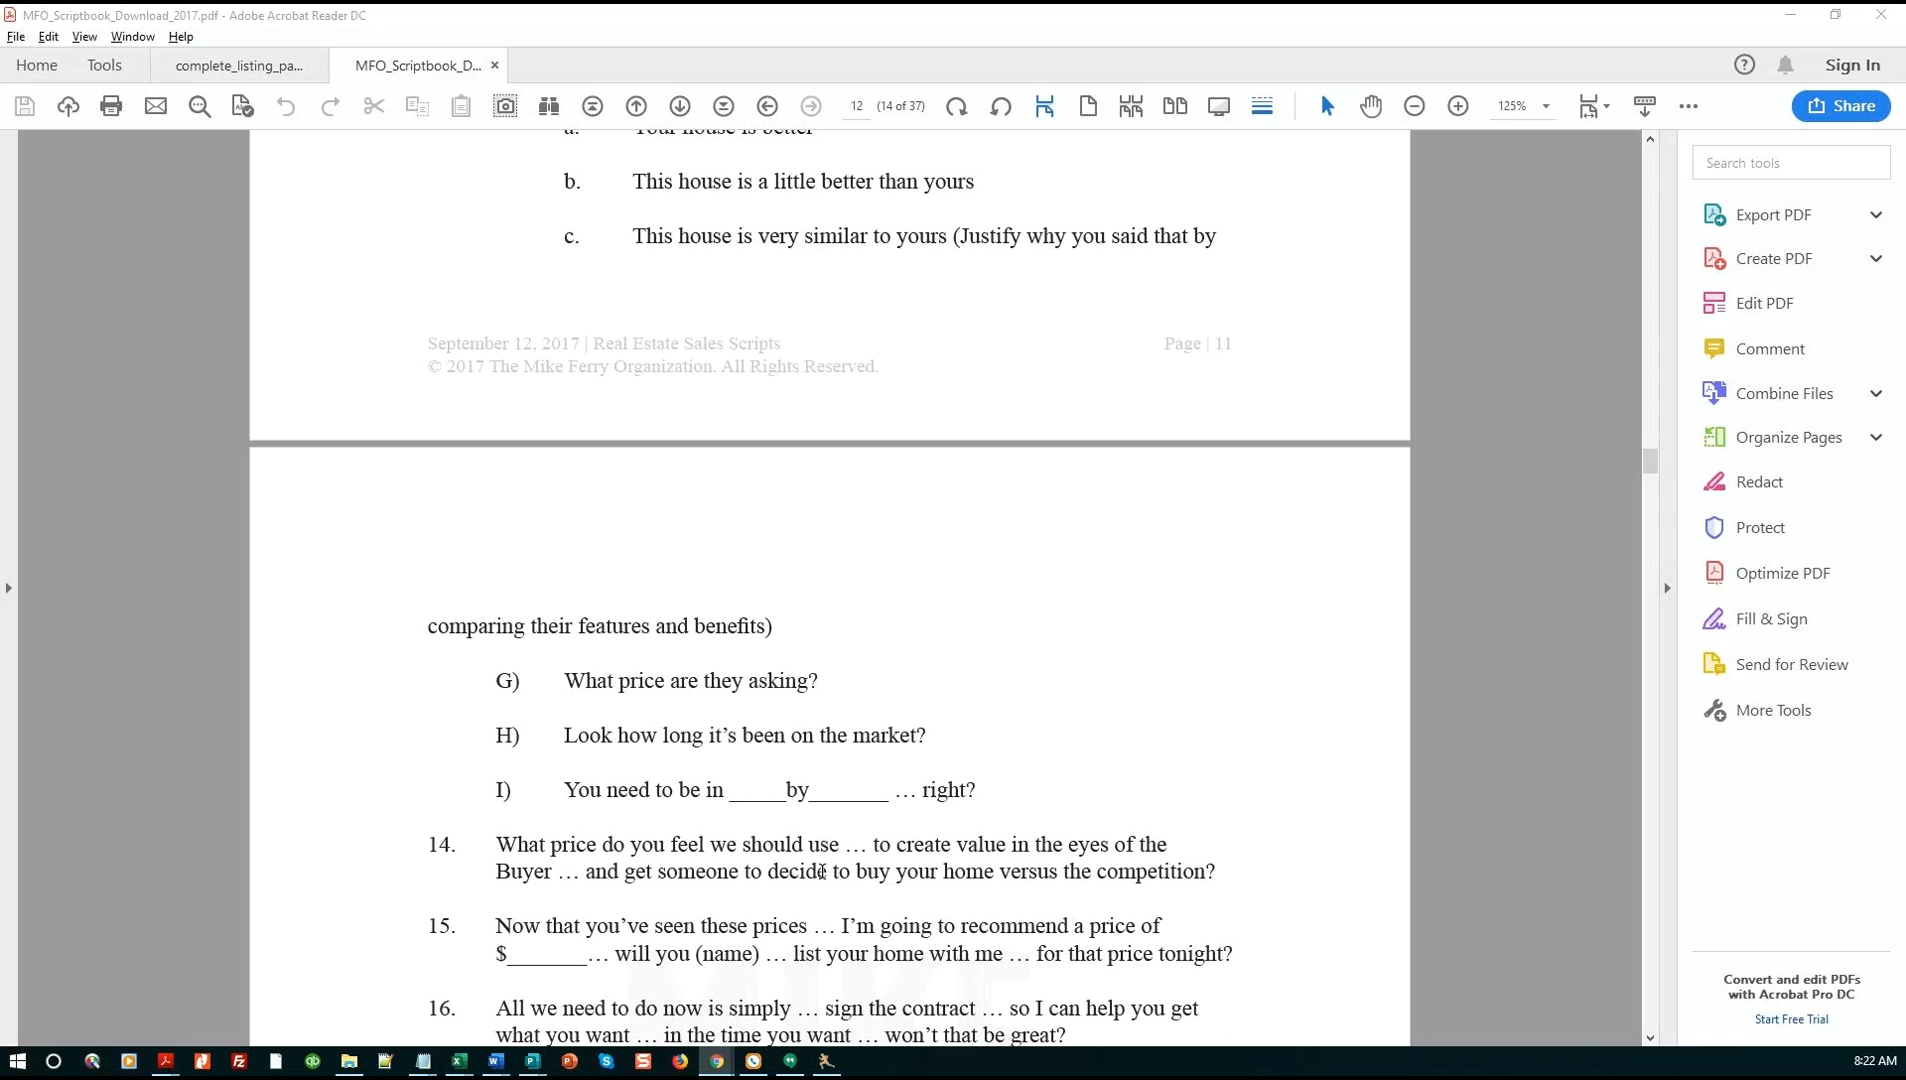 MFO_Scriptbook_Download_2017.pdf - Adobe Acrobat Reader DC
File Edit View Window Help
Home Tools complete_listing_pa... MFO_Scriptbook_D... × Sign In
12 (14 of 37) 125% Share
a. Your house is better
b. This house is a little better than yours
c. This house is very similar to yours (Justify why you said that by
September 12, 2017 | Real Estate Sales Scripts Page | 11
© 2017 The Mike Ferry Organization. All Rights Reserved.
comparing their features and benefits)
G) What price are they asking?
H) Look how long it’s been on the market?
I) You need to be in _____by_______ … right?
14. What price do you feel we should use … to create value in the eyes of the
Buyer … and get someone to decide to buy your home versus the competition?
15. Now that you’ve seen these prices … I’m going to recommend a price of
$_______… will you (name) … list your home with me … for that price tonight?
16. All we need to do now is simply … sign the contract … so I can help you get
what you want … in the time you want … won’t that be great?
MIKE
Search tools
Export PDF
Create PDF
Edit PDF
Comment
Combine Files
Organize Pages
Redact
Protect
Optimize PDF
Fill & Sign
Send for Review
More Tools
Convert and edit PDFs
with Acrobat Pro DC
Start Free Trial
8:22 AM